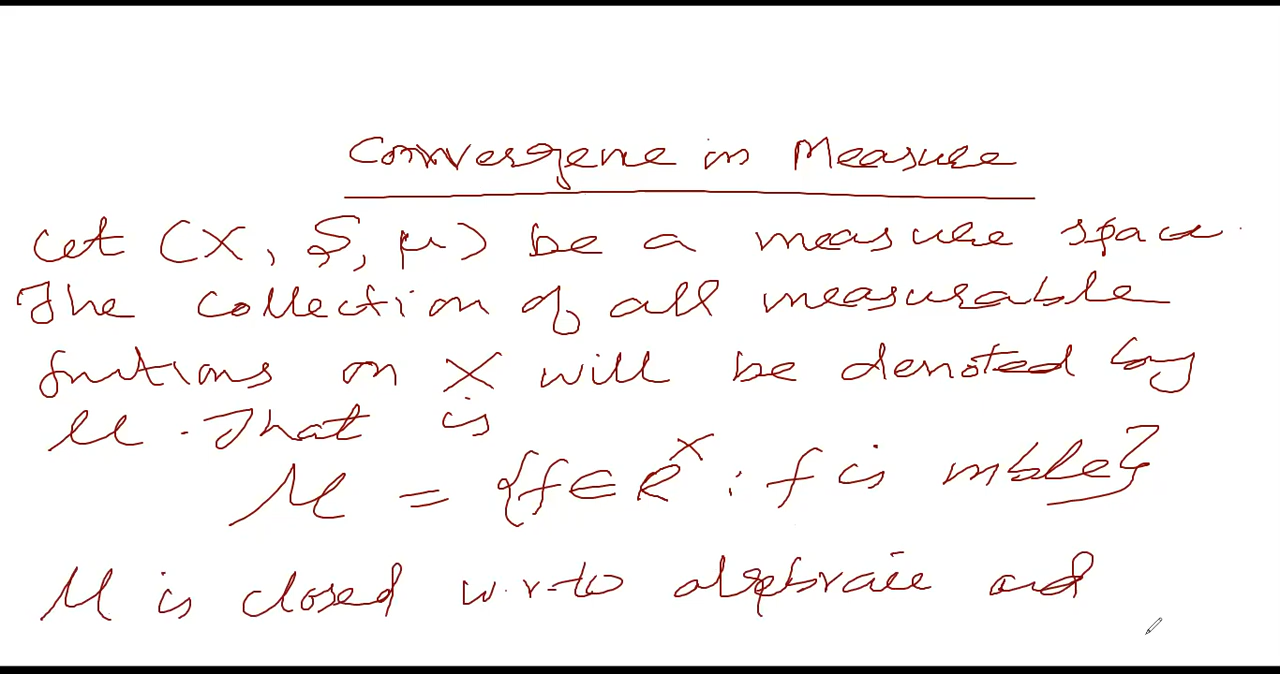 Convergence in Measure
Let (X, S, μ) be a measure space.
The collection of all measurable
functions on X will be denoted by
M. That is
M = {f ∈ R^X : f is mble}
M is closed w.r.to algebraic and